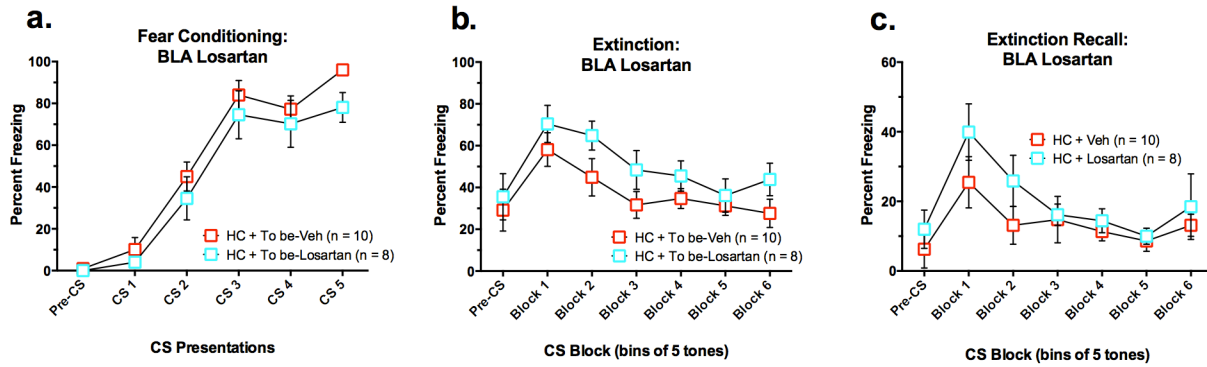 a.
Fear Conditioning:
BLA Losartan
Percent Freezing
100
80
60
40
20
0
HC + To be-Veh (n = 10)
HC + To be-Losartan (n = 8)
Pre-CS
CS 1
CS 2
CS 3
CS 4
CS 5
CS Presentations
b.
Extinction:
BLA Losartan
Percent Freezing
100
80
60
40
20
0
HC + To be-Veh (n = 10)
HC + To be-Losartan (n = 8)
Pre-CS
Block 1
Block 2
Block 3
Block 4
Block 5
Block 6
CS Block (bins of 5 tones)
c.
Extinction Recall:
BLA Losartan
Percent Freezing
60
40
20
0
HC + Veh (n = 10)
HC + Losartan (n = 8)
Pre-CS
Block 1
Block 2
Block 3
Block 4
Block 5
Block 6
CS Block (bins of 5 tones)